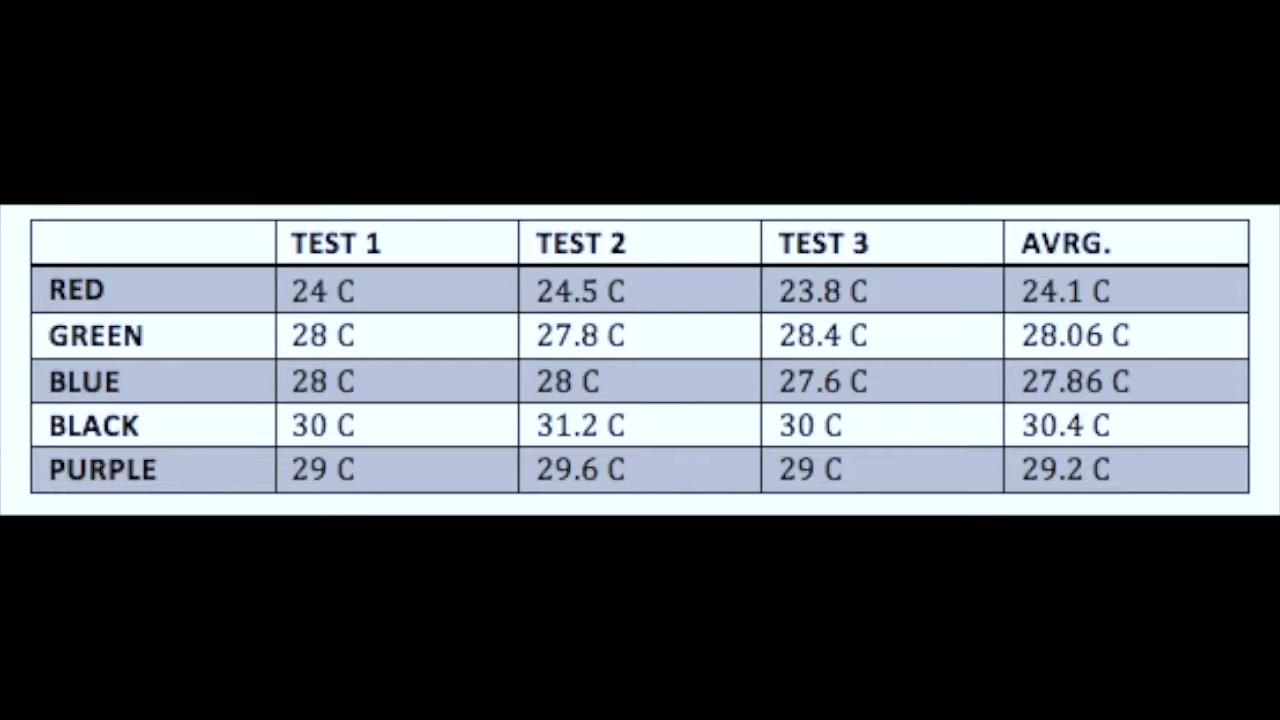 TEST 1 TEST 2 TEST 3 AVRG.
RED 24 C 24.5 C 23.8 C 24.1 C
GREEN 28 C 27.8 C 28.4 C 28.06 C
BLUE 28 C 28 C 27.6 C 27.86 C
BLACK 30 C 31.2 C 30 C 30.4 C
PURPLE 29 C 29.6 C 29 C 29.2 C